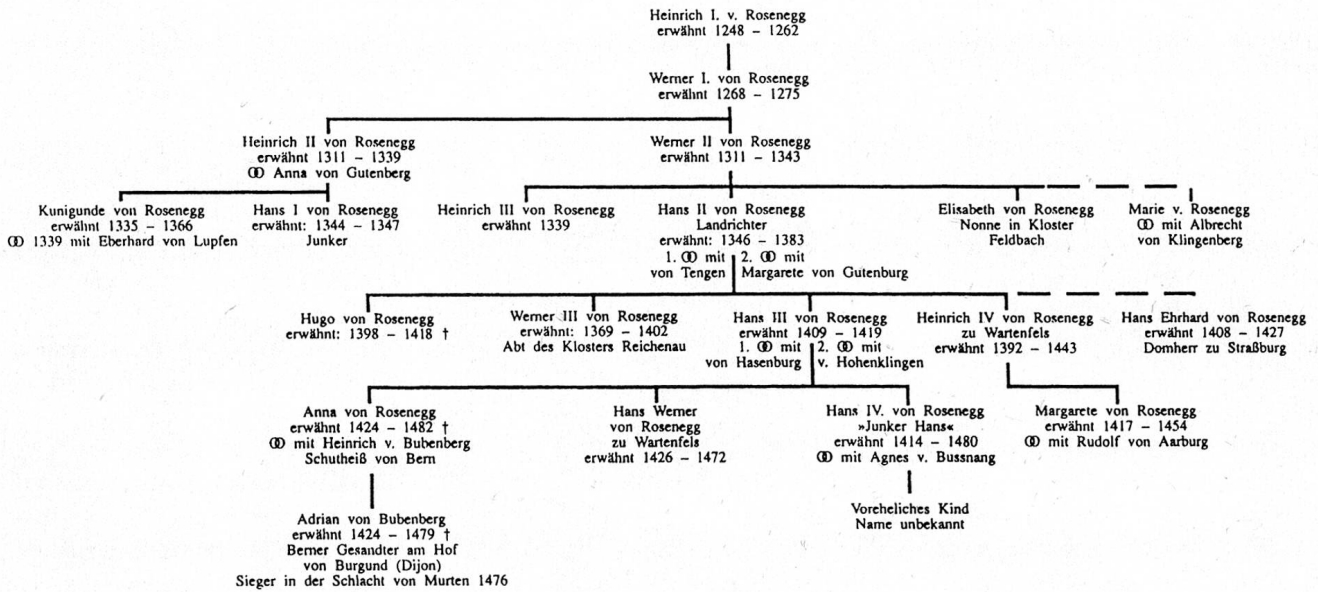 Heinrich I. v. Rosenegg
erwähnt 1248 – 1262
Werner I. von Rosenegg
erwähnt 1268 – 1275
Heinrich II von Rosenegg
erwähnt 1311 – 1339
⚭ Anna von Gutenberg
Werner II von Rosenegg
erwähnt 1311 – 1343
Kunigunde von Rosenegg
erwähnt 1335 – 1366
⚭ 1339 mit Eberhard von Lupfen
Hans I von Rosenegg
erwähnt: 1344 – 1347
Junker
Heinrich III von Rosenegg
erwähnt 1339
Hans II von Rosenegg
Landrichter
erwähnt: 1346 – 1383
1. ⚭ mit 2. ⚭ mit
von Tengen Margarete von Gutenburg
Elisabeth von Rosenegg
Nonne in Kloster
Feldbach
Marie v. Rosenegg
⚭ mit Albrecht
von Klingenberg
Hugo von Rosenegg
erwähnt: 1398 – 1418 †
Werner III von Rosenegg
erwähnt: 1369 – 1402
Abt des Klosters Reichenau
Hans III von Rosenegg
erwähnt 1409 – 1419
1. ⚭ mit 2. ⚭ mit
von Hasenburg v. Hohenklingen
Heinrich IV von Rosenegg
zu Wartenfels
erwähnt 1392 – 1443
Hans Ehrhard von Rosenegg
erwähnt 1408 – 1427
Domherr zu Straßburg
Anna von Rosenegg
erwähnt 1424 – 1482 †
⚭ mit Heinrich v. Bubenberg
Schutheiß von Bern
Hans Werner
von Rosenegg
zu Wartenfels
erwähnt 1426 – 1472
Hans IV. von Rosenegg
»Junker Hans«
erwähnt 1414 – 1480
⚭ mit Agnes v. Bussnang
Margarete von Rosenegg
erwähnt 1417 – 1454
⚭ mit Rudolf von Aarburg
Adrian von Bubenberg
erwähnt 1424 – 1479 †
Berner Gesandter am Hof
von Burgund (Dijon)
Sieger in der Schlacht von Murten 1476
Voreheliches Kind
Name unbekannt